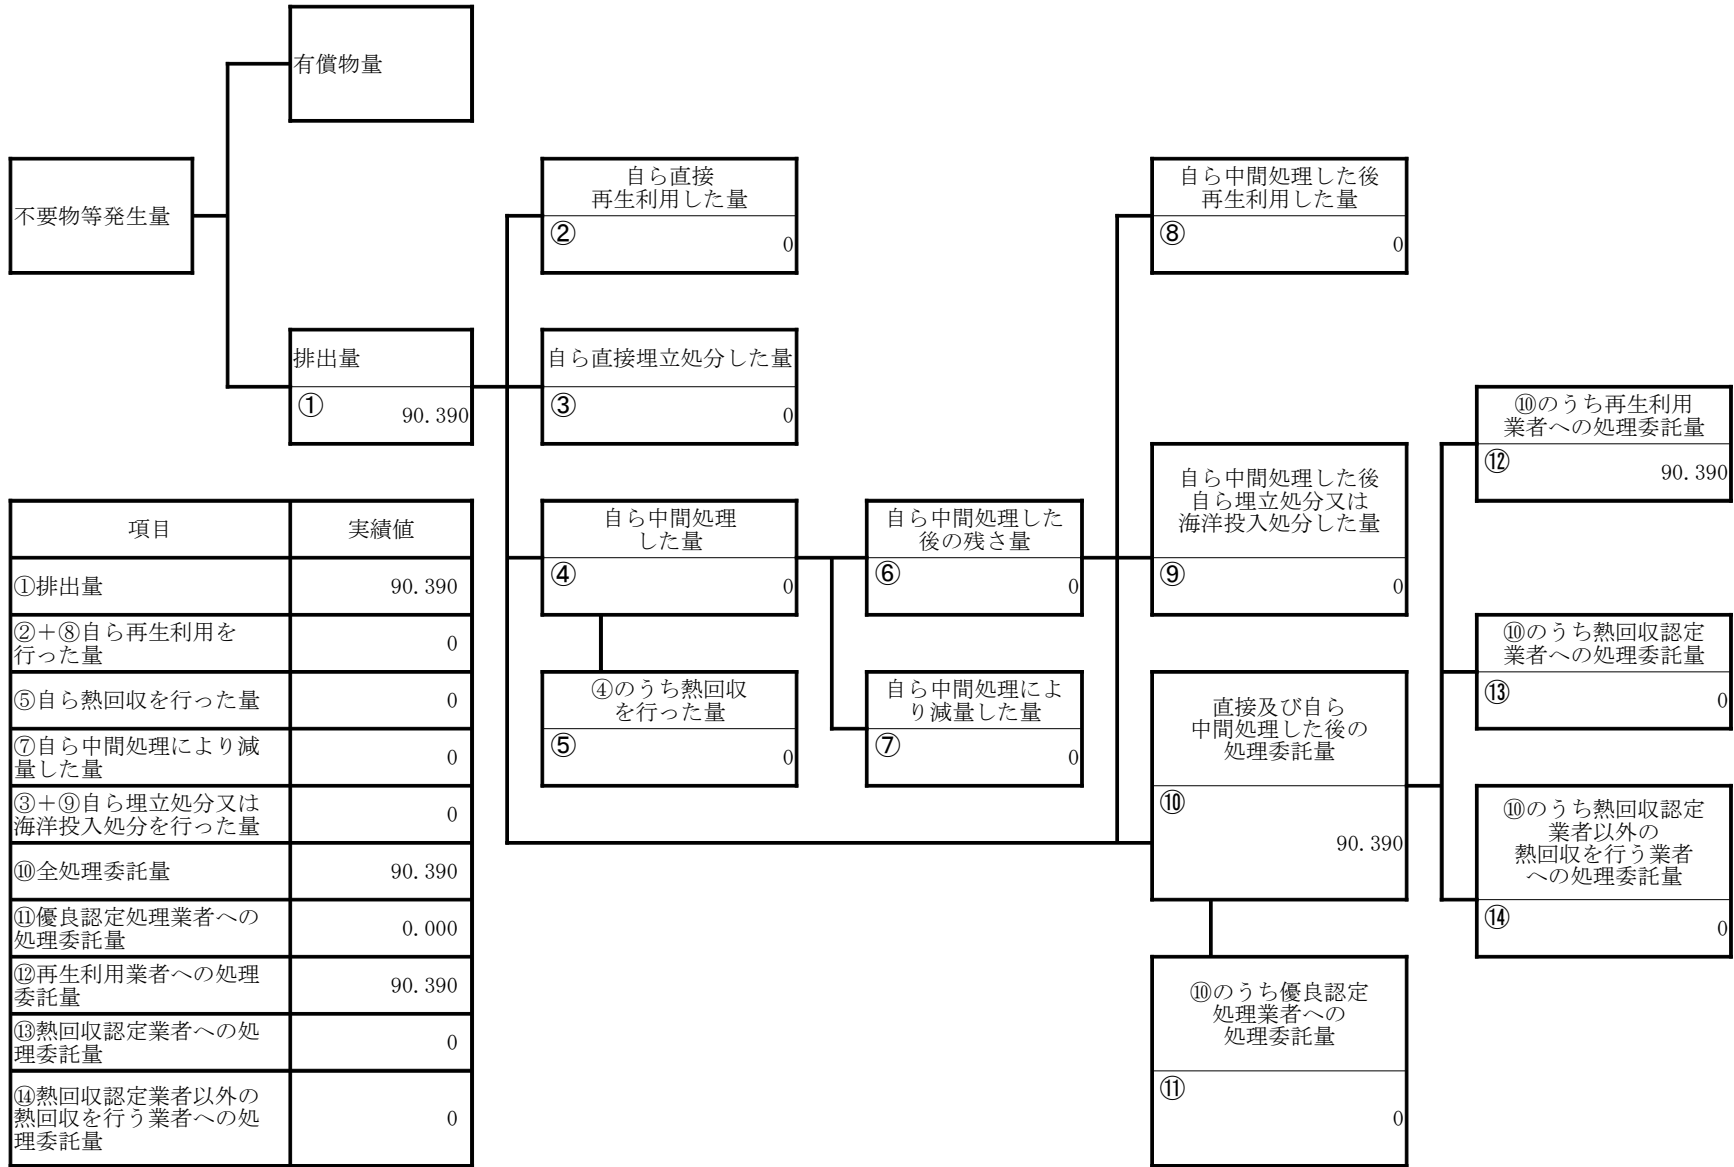 有償物量
不要物等発生量
自ら直接
再生利用した量
②
0
自ら中間処理した後
再生利用した量
⑧
0
排出量
①
90.390
自ら直接埋立処分した量
③
0
⑩のうち再生利用
業者への処理委託量
⑫
90.390
自ら中間処理
した量
④
0
自ら中間処理した
後の残さ量
⑥
0
自ら中間処理した後
自ら埋立処分又は
海洋投入処分した量
⑨
0
⑩のうち熱回収認定
業者への処理委託量
⑬
0
④のうち熱回収
を行った量
⑤
0
自ら中間処理によ
り減量した量
⑦
0
直接及び自ら
中間処理した後の
処理委託量
⑩
90.390
⑩のうち熱回収認定
業者以外の
熱回収を行う業者
への処理委託量
⑭
0
⑩のうち優良認定
処理業者への
処理委託量
⑪
0
項目 実績値
①排出量 90.390
②＋⑧自ら再生利用を
行った量 0
⑤自ら熱回収を行った量 0
⑦自ら中間処理により減
量した量 0
③＋⑨自ら埋立処分又は
海洋投入処分を行った量 0
⑩全処理委託量 90.390
⑪優良認定処理業者への
処理委託量 0.000
⑫再生利用業者への処理
委託量 90.390
⑬熱回収認定業者への処
理委託量 0
⑭熱回収認定業者以外の
熱回収を行う業者への処
理委託量 0